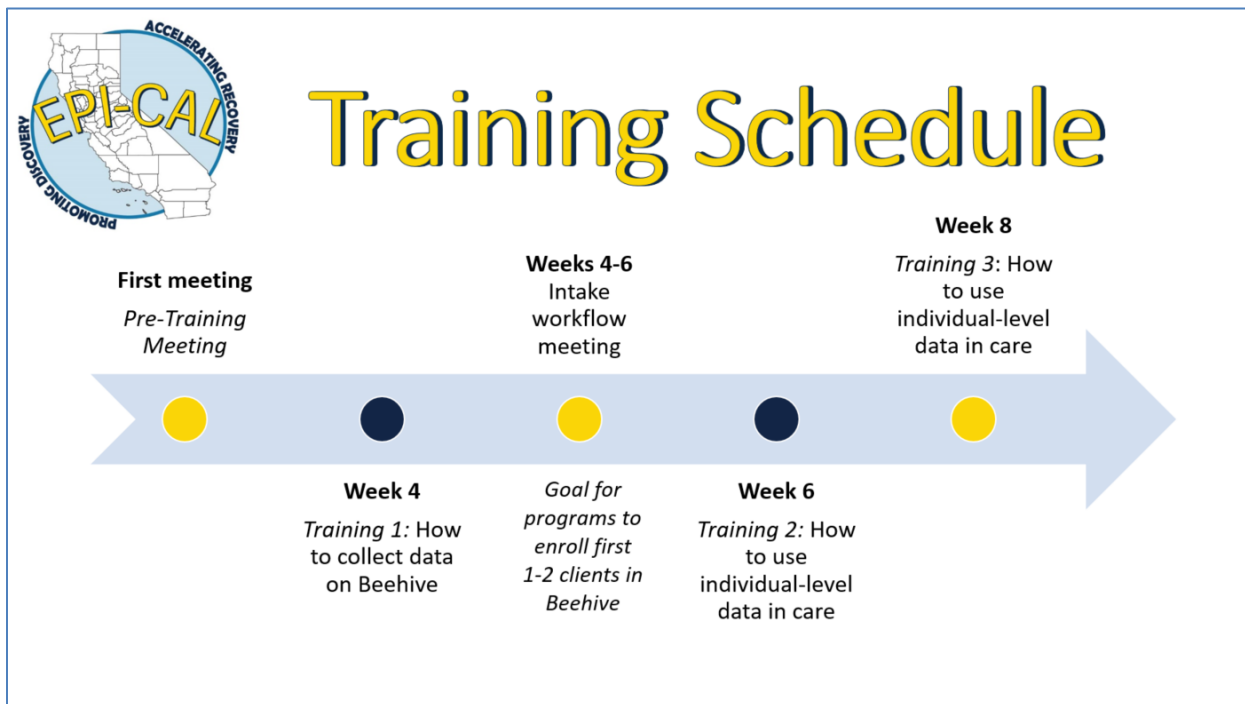 ACCELERATING RECOVERY
EPI-CAL
PROMOTING DISCOVERY
Training Schedule
First meeting
Pre-Training
Meeting
Week 4
Training 1: How
to collect data
on Beehive
Weeks 4-6
Intake
workflow
meeting
Goal for
programs to
enroll first
1-2 clients in
Beehive
Week 6
Training 2: How
to use
individual-level
data in care
Week 8
Training 3: How
to use
individual-level
data in care